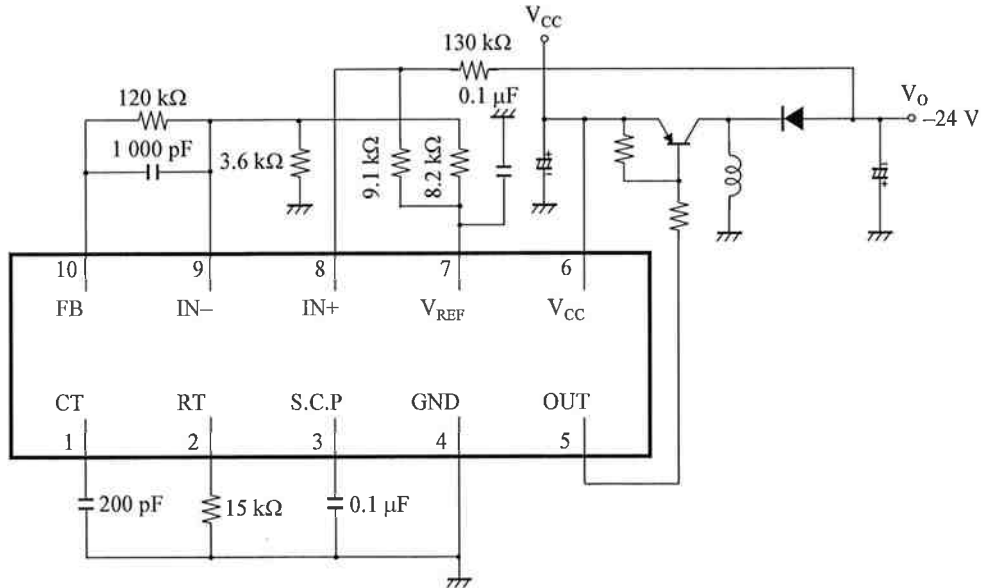 V_CC
130 kΩ
0.1 μF
120 kΩ
1 000 pF
3.6 kΩ
9.1 kΩ
8.2 kΩ
V_O
–24 V
10
9
8
7
6
FB
IN–
IN+
V_REF
V_CC
CT
RT
S.C.P
GND
OUT
1
2
3
4
5
200 pF
15 kΩ
0.1 μF